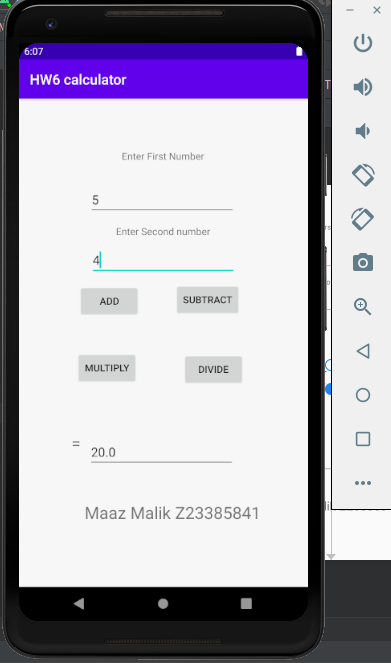 6:07
HW6 calculator
Enter First Number
5
Enter Second number
4
ADD SUBTRACT
MULTIPLY DIVIDE
= 20.0
Maaz Malik Z23385841